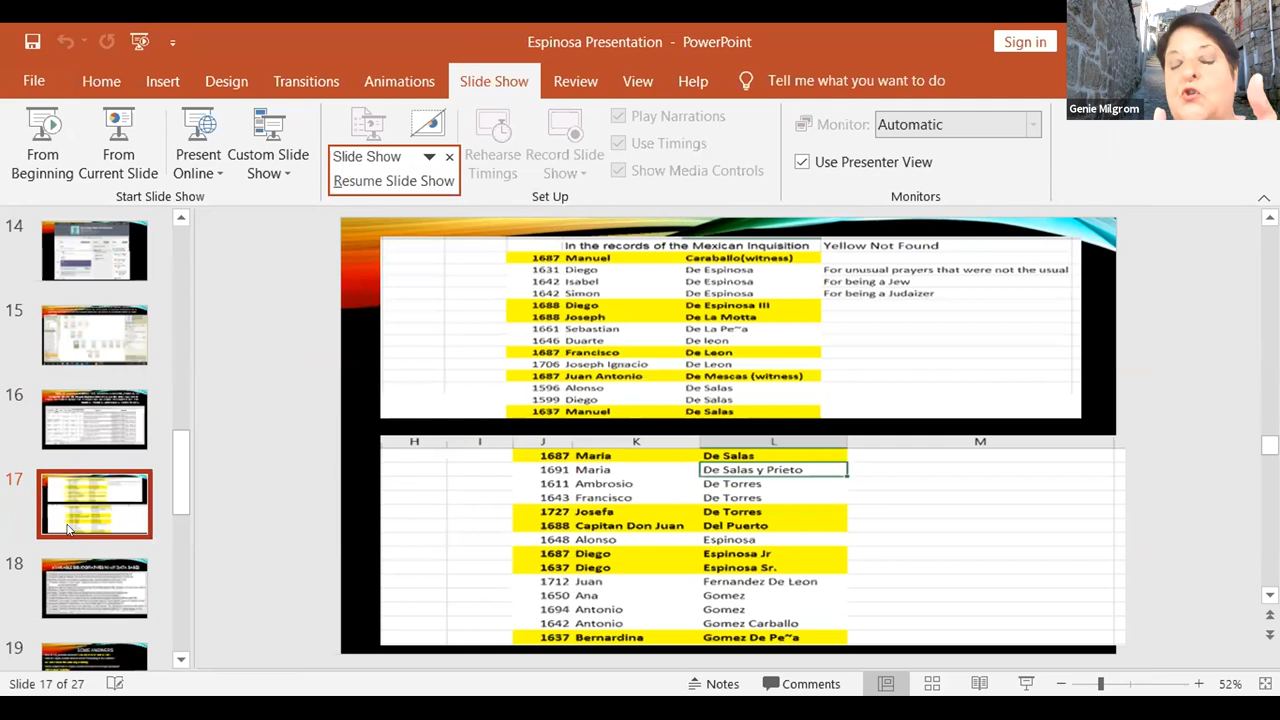 Espinosa Presentation - PowerPoint
Sign in
File Home Insert Design Transitions Animations Slide Show Review View Help Tell me what you want to do
Genie Milgrom
From Beginning
From Current Slide
Present Online
Custom Slide Show
Start Slide Show
Slide Show
Resume Slide Show
Rehearse Timings
Record Slide Show
Play Narrations
Use Timings
Show Media Controls
Set Up
Monitor: Automatic
Use Presenter View
Monitors
14
15
16
17
18
19
In the records of the Mexican Inquisition Yellow Not Found
1687 Manuel Caraballo(witness)
1631 Diego De Espinosa For unusual prayers that were not the usual
1642 Isabel De Espinosa For being a Jew
1642 Simon De Espinosa For being a Judaizer
1688 Diego De Espinosa III
1688 Joseph De La Motta
1661 Sebastian De La Pe~a
1646 Duarte De leon
1687 Francisco De Leon
1706 Joseph Ignacio De Leon
1687 Juan Antonio De Mescas (witness)
1596 Alonso De Salas
1599 Diego De Salas
1637 Manuel De Salas
H I J K L M
1687 Maria De Salas
1691 Maria De Salas y Prieto
1611 Ambrosio De Torres
1643 Francisco De Torres
1727 Josefa De Torres
1688 Capitan Don Juan Del Puerto
1648 Alonso Espinosa
1687 Diego Espinosa Jr
1637 Diego Espinosa Sr.
1712 Juan Fernandez De Leon
1650 Ana Gomez
1694 Antonio Gomez
1642 Antonio Gomez Carballo
1637 Bernardina Gomez De Pe~a
SOME ANSWERS
Slide 17 of 27
Notes
Comments
52%